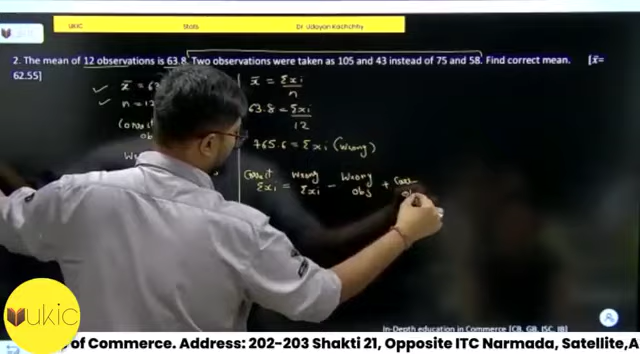 UKIC Stats Dr Udayan Kachchhy
UKIC
2. The mean of 12 observations is 63.8. Two observations were taken as 105 and 43 instead of 75 and 58. Find correct mean. [x̄=
62.55]
x̄ = 63
n = 12
x̄ = Σxi / n
63.8 = Σxi / 12
765.6 = Σxi (Wrong)
Correct Σxi = Wrong Σxi - Wrong obs +
ukic
In-Depth education in Commerce [CB, GB, ISC, IB]
of Commerce. Address: 202-203 Shakti 21, Opposite ITC Narmada, Satellite,A